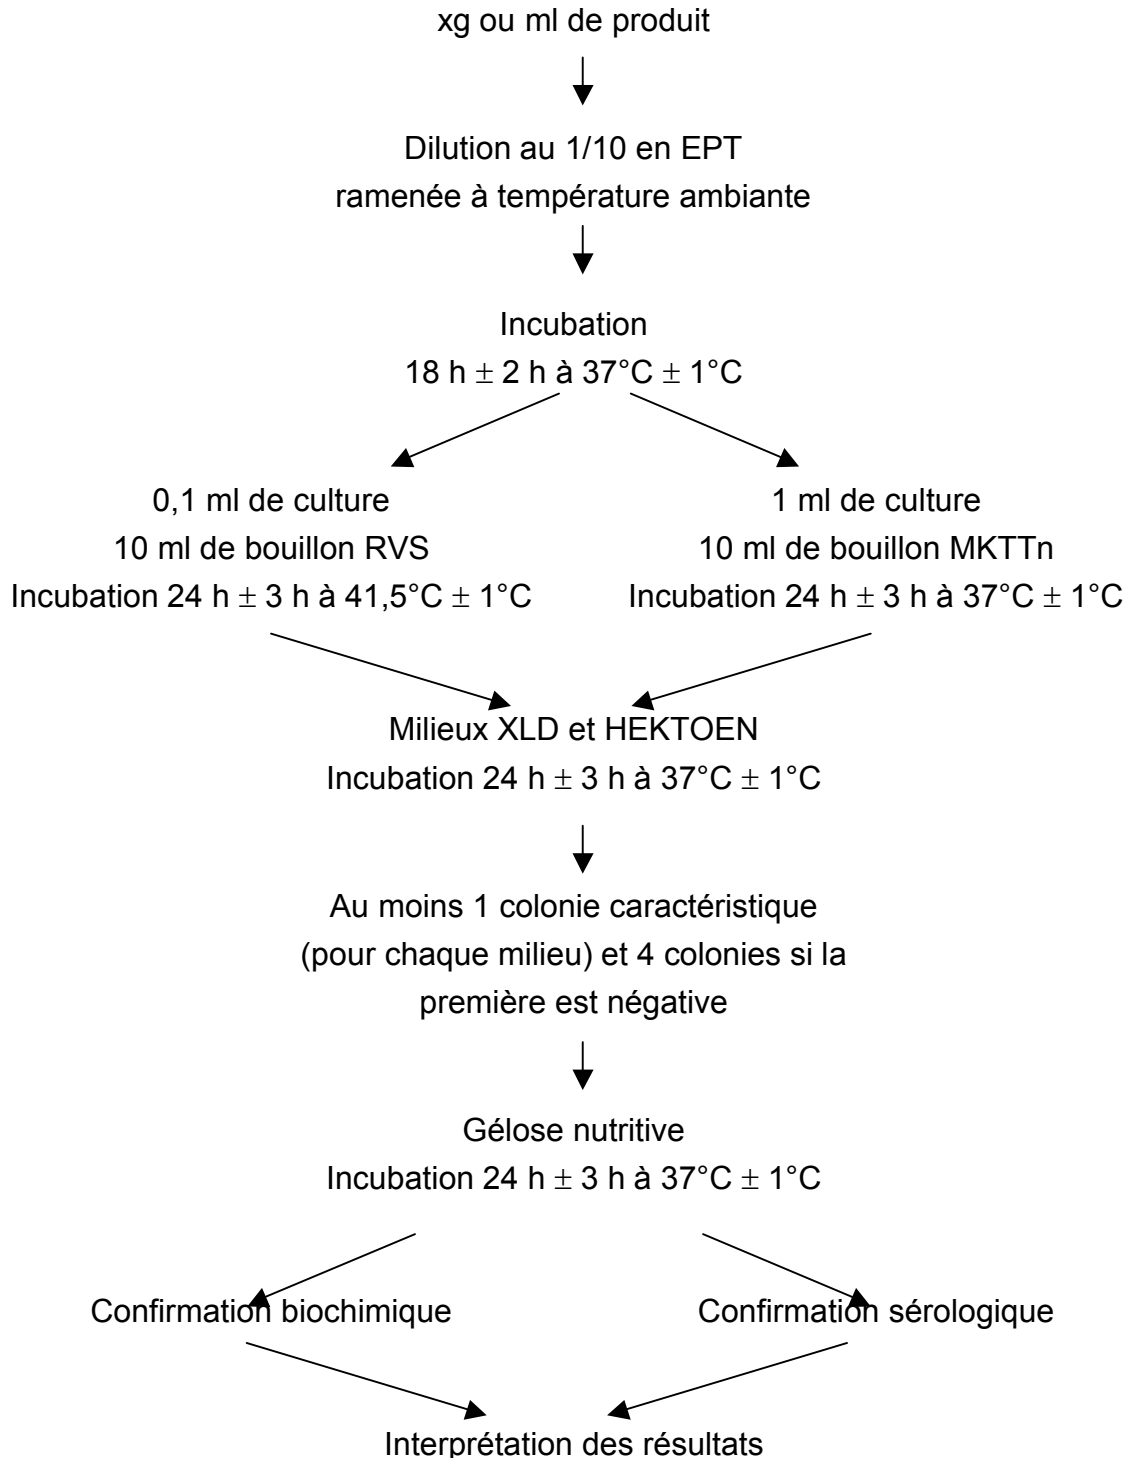 xg ou ml de produit
Dilution au 1/10 en EPT
ramenée à température ambiante
Incubation
18 h ± 2 h à 37°C ± 1°C
0,1 ml de culture
10 ml de bouillon RVS
Incubation 24 h ± 3 h à 41,5°C ± 1°C
1 ml de culture
10 ml de bouillon MKTTn
Incubation 24 h ± 3 h à 37°C ± 1°C
Milieux XLD et HEKTOEN
Incubation 24 h ± 3 h à 37°C ± 1°C
Au moins 1 colonie caractéristique
(pour chaque milieu) et 4 colonies si la
première est négative
Gélose nutritive
Incubation 24 h ± 3 h à 37°C ± 1°C
Confirmation biochimique
Confirmation sérologique
Interprétation des résultats